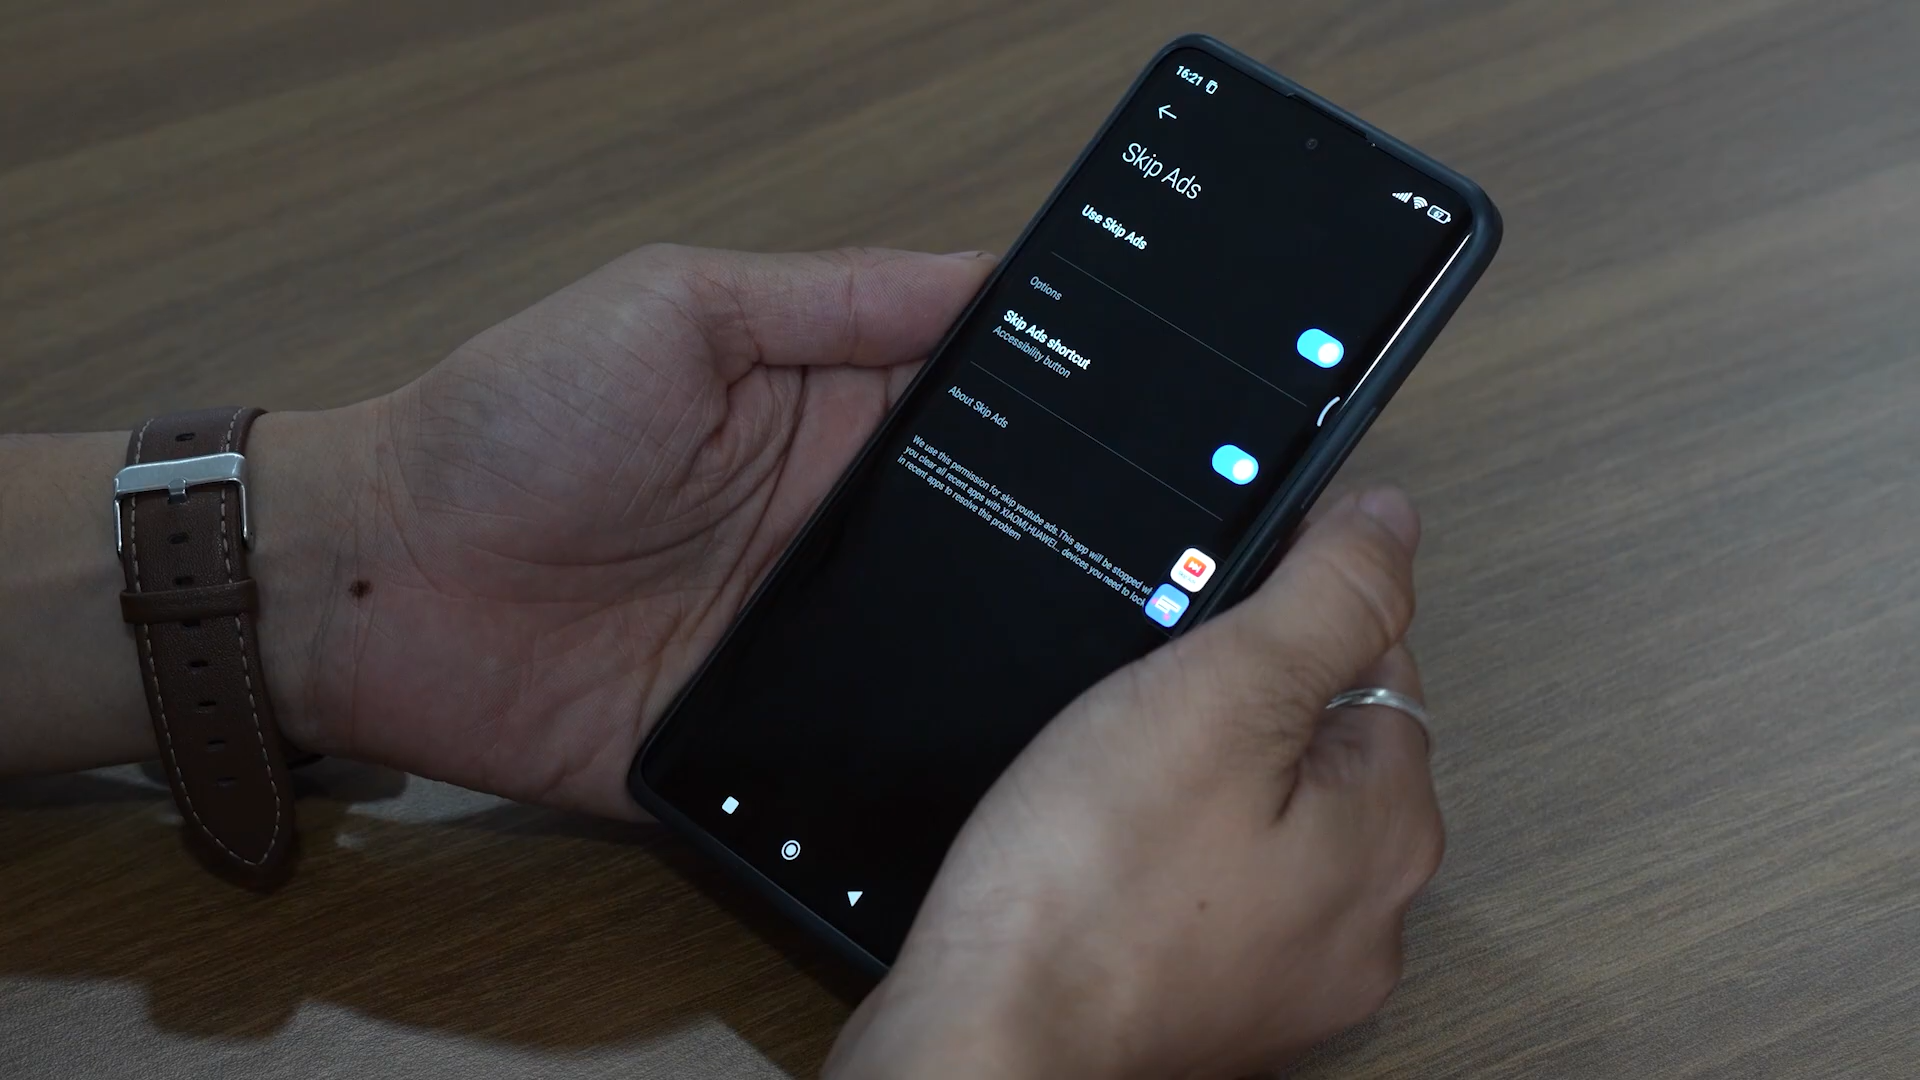 16:21
67
Skip Ads
Use Skip Ads
Options
Skip Ads shortcut
Accessibility button
About Skip Ads
We use this permission for skip youtube ads.This app will be stopped
you clear all recent apps with XIAOMI,HUAWEI... devices you need to lock
in recent apps to resolve this problem